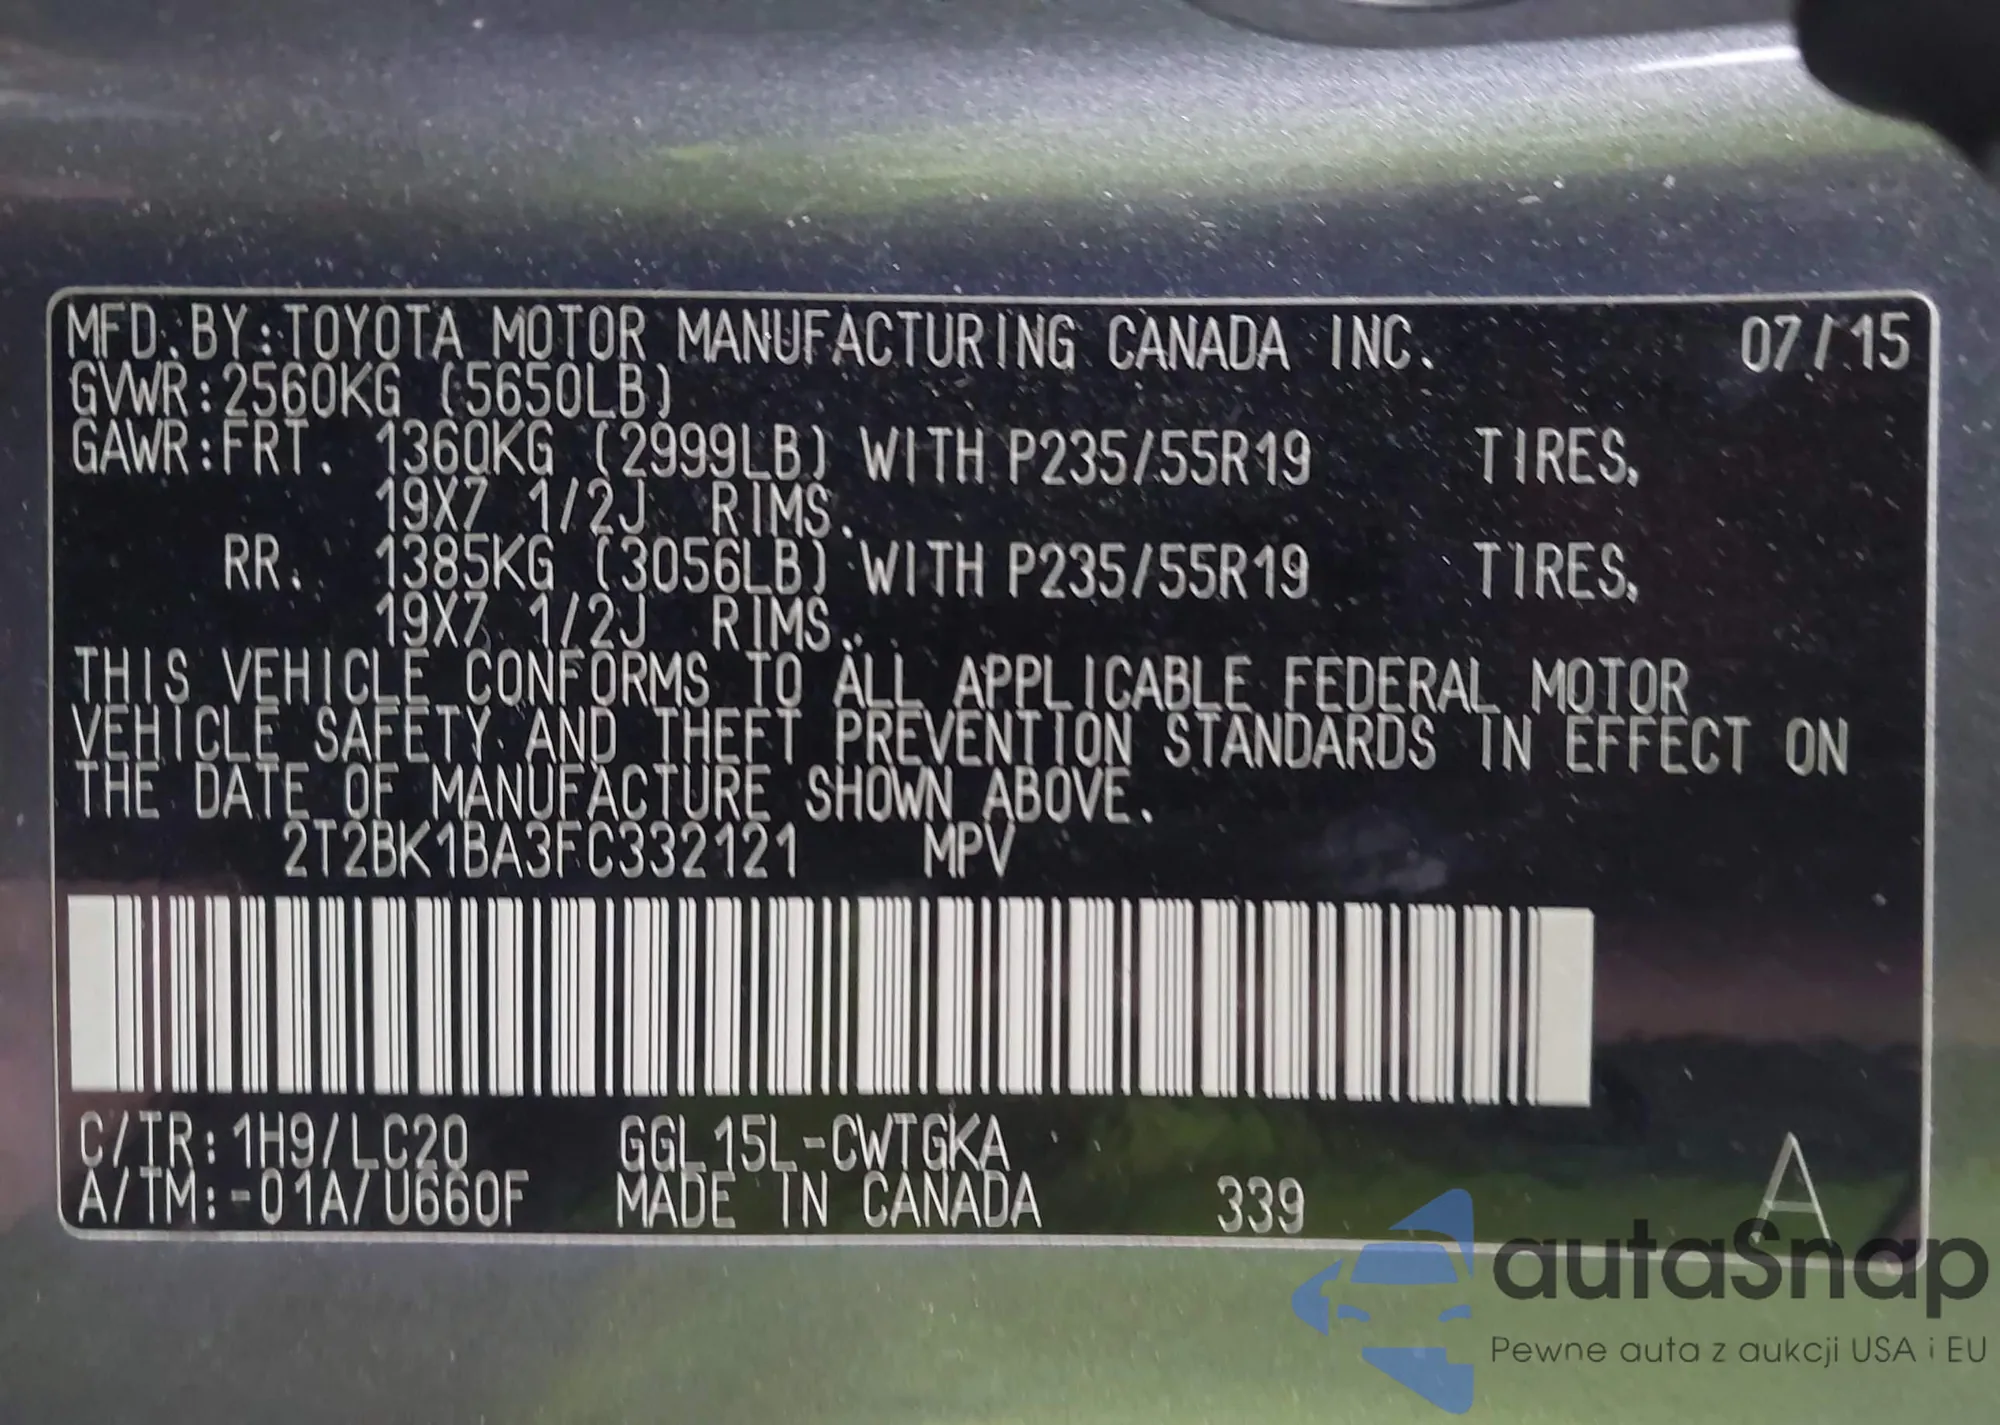 MFD.BY:TOYOTA MOTOR MANUFACTURING CANADA INC. 07/15
GVWR:2560KG (5650LB)
GAWR:FRT. 1360KG (2999LB) WITH P235/55R19 TIRES,
19X7 1/2J RIMS.
RR. 1385KG (3056LB) WITH P235/55R19 TIRES,
19X7 1/2J RIMS.
THIS VEHICLE CONFORMS TO ALL APPLICABLE FEDERAL MOTOR
VEHICLE SAFETY AND THEFT PREVENTION STANDARDS IN EFFECT ON
THE DATE OF MANUFACTURE SHOWN ABOVE.
2T2BK1BA3FC332121 MPV
C/TR:1H9/LC20 GGL15L-CWTGKA
A/TM:-01A/U660F MADE IN CANADA 339 A
autaSnap
Pewne auta z aukcji USA i EU